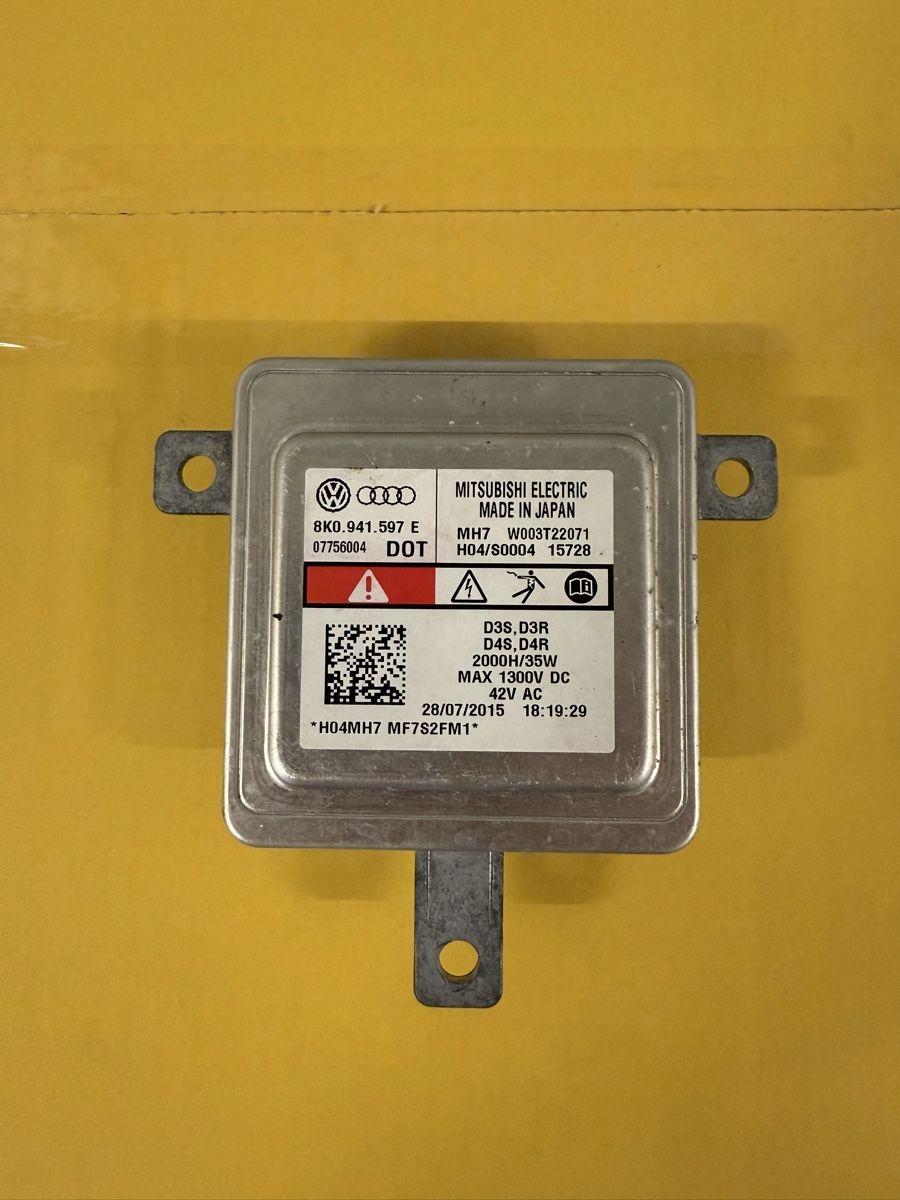 8K0.941.597 E
07756004 DOT
MITSUBISHI ELECTRIC
MADE IN JAPAN
MH7 W003T22071
H04/S0004 15728
D3S,D3R
D4S,D4R
2000H/35W
MAX 1300V DC
42V AC
28/07/2015 18:19:29
*H04MH7 MF7S2FM1*